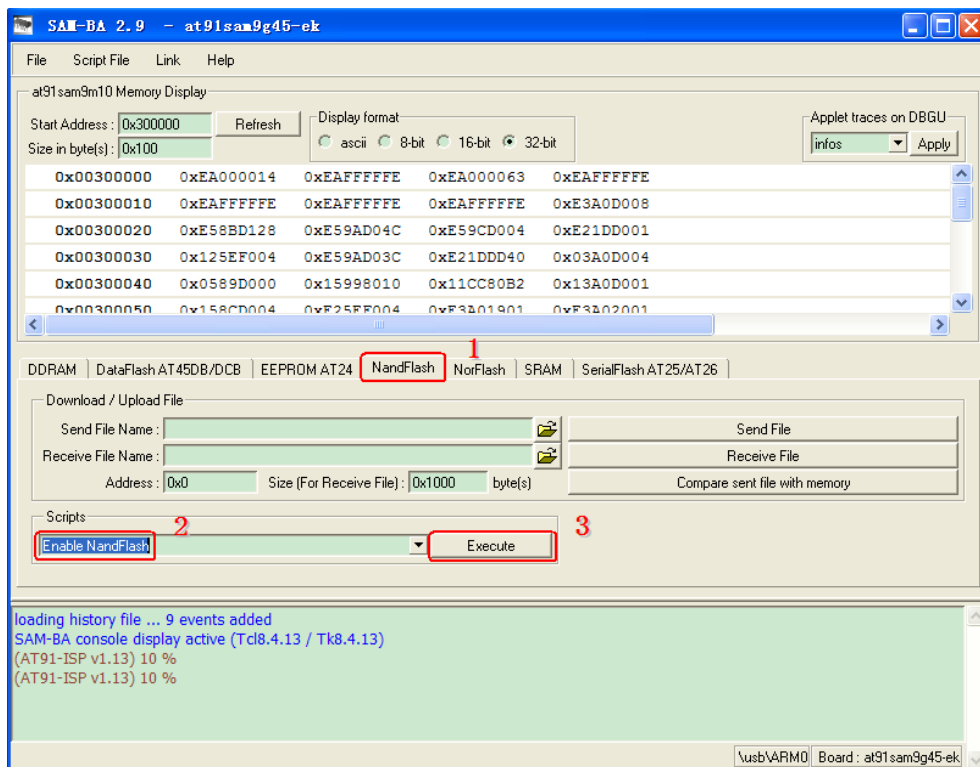 SAM-BA 2.9 - at91sam9g45-ek
File Script File Link Help
at91sam9m10 Memory Display
Start Address : 0x300000 Refresh
Size in byte(s) : 0x100
Display format
ascii 8-bit 16-bit 32-bit
Applet traces on DBGU
infos Apply
0x00300000 0xEA000014 0xEAFFFFFE 0xEA000063 0xEAFFFFFE
0x00300010 0xEAFFFFFE 0xEAFFFFFE 0xEAFFFFFE 0xE3A0D008
0x00300020 0xE58BD128 0xE59AD04C 0xE59CD004 0xE21DD001
0x00300030 0x125EF004 0xE59AD03C 0xE21DDD40 0x03A0D004
0x00300040 0x0589D000 0x15998010 0x11CC80B2 0x13A0D001
0x00300050 0x158CD004 0xE25EF004 0xE3A01901 0xE3A02001
1
DDRAM DataFlash AT45DB/DCB EEPROM AT24 NandFlash NorFlash SRAM SerialFlash AT25/AT26
Download / Upload File
Send File Name : Send File
Receive File Name : Receive File
Address : 0x0 Size (For Receive File) : 0x1000 byte(s) Compare sent file with memory
Scripts
2 3
Enable NandFlash Execute
loading history file ... 9 events added
SAM-BA console display active (Tcl8.4.13 / Tk8.4.13)
(AT91-ISP v1.13) 10 %
(AT91-ISP v1.13) 10 %
\usb\ARM0 Board : at91sam9g45-ek